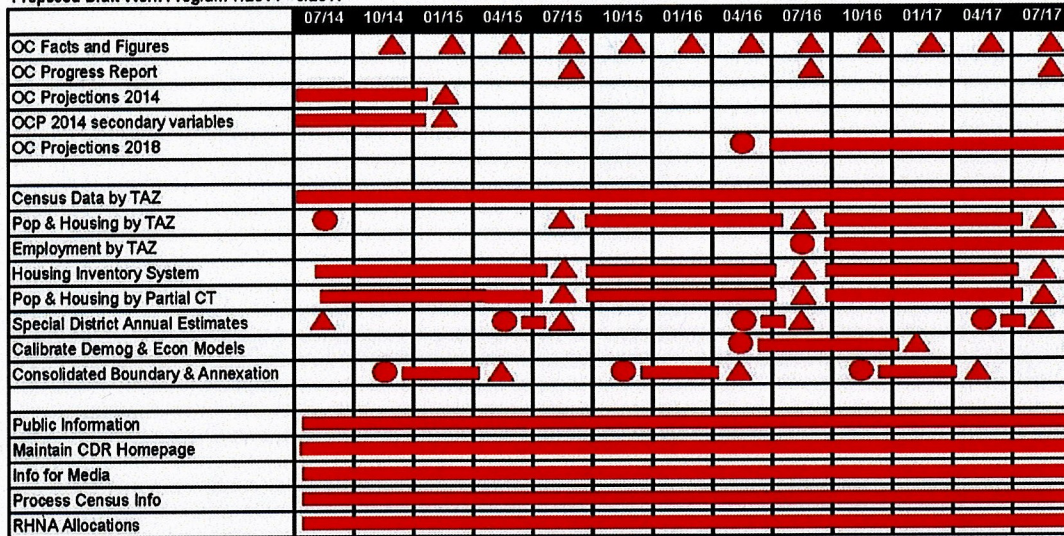 07/14 10/14 01/15 04/15 07/15 10/15 01/16 04/16 07/16 10/16 01/17 04/17 07/17
OC Facts and Figures
OC Progress Report
OC Projections 2014
OCP 2014 secondary variables
OC Projections 2018
Census Data by TAZ
Pop & Housing by TAZ
Employment by TAZ
Housing Inventory System
Pop & Housing by Partial CT
Special District Annual Estimates
Calibrate Demog & Econ Models
Consolidated Boundary & Annexation
Public Information
Maintain CDR Homepage
Info for Media
Process Census Info
RHNA Allocations